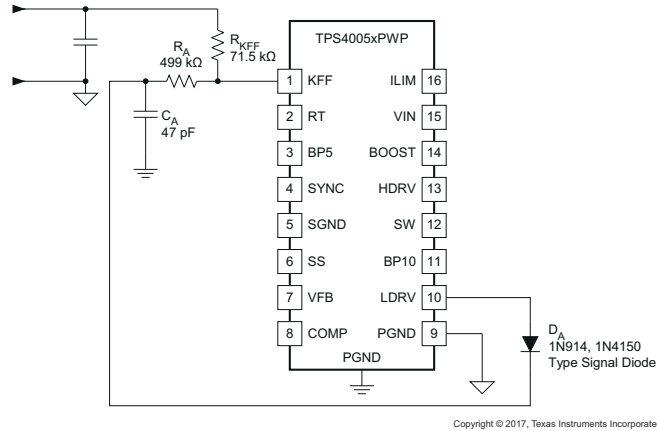 TPS4005xPWP
R_KFF
71.5 kΩ
R_A
499 kΩ
C_A
47 pF
1 KFF ILIM 16
2 RT VIN 15
3 BP5 BOOST 14
4 SYNC HDRV 13
5 SGND SW 12
6 SS BP10 11
7 VFB LDRV 10
8 COMP PGND 9
PGND
D_A
1N914, 1N4150
Type Signal Diode
Copyright © 2017, Texas Instruments Incorporate